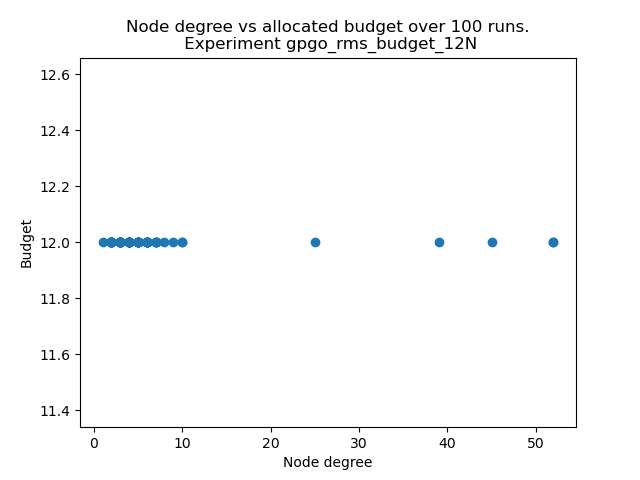 Node degree vs allocated budget over 100 runs.
Experiment gpgo_rms_budget_12N
12.6
12.4
12.2
12.0
11.8
11.6
11.4
Budget
0 10 20 30 40 50
Node degree